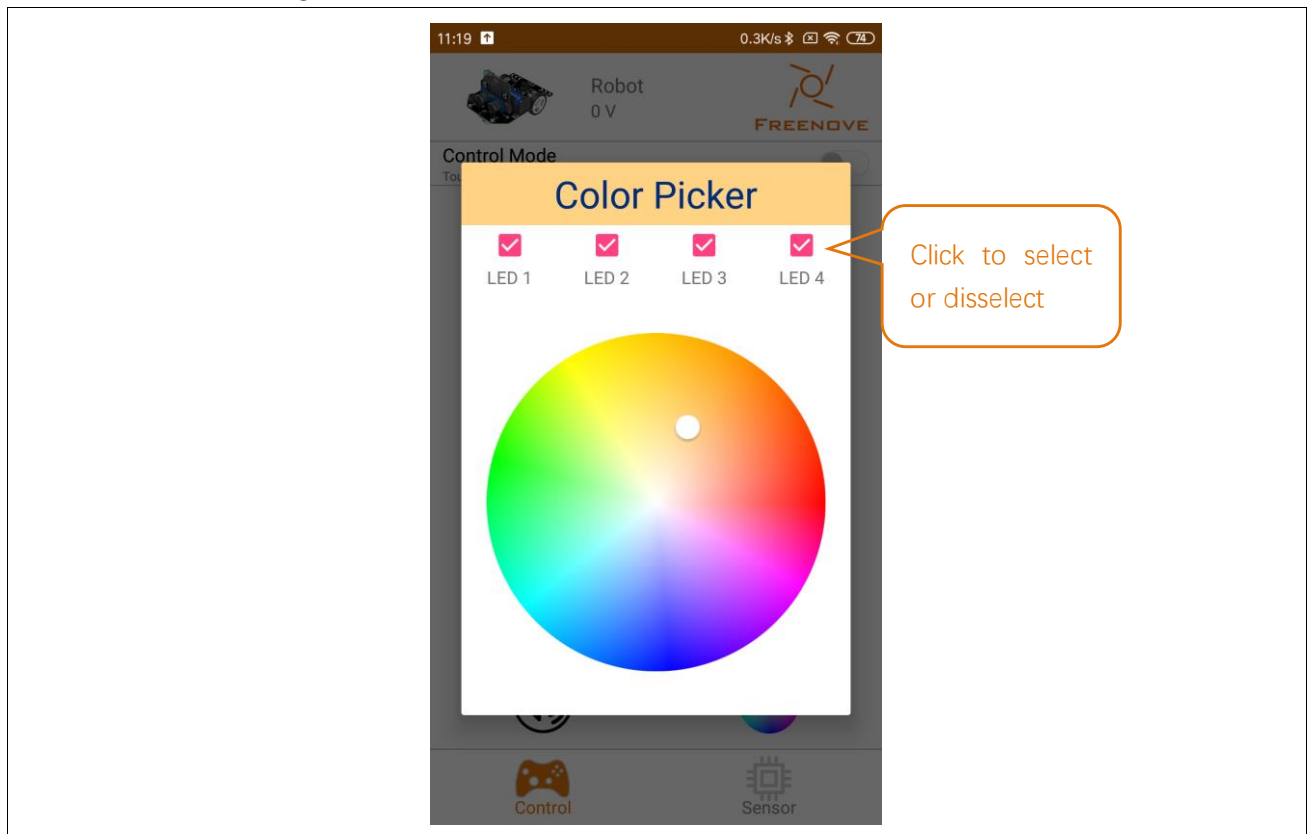 11:19
0.3K/s 74
Robot
0 V
FREENOVE
Control Mode
Tou
Color Picker
LED 1 LED 2 LED 3 LED 4
Click to select
or disselect
Control
Sensor